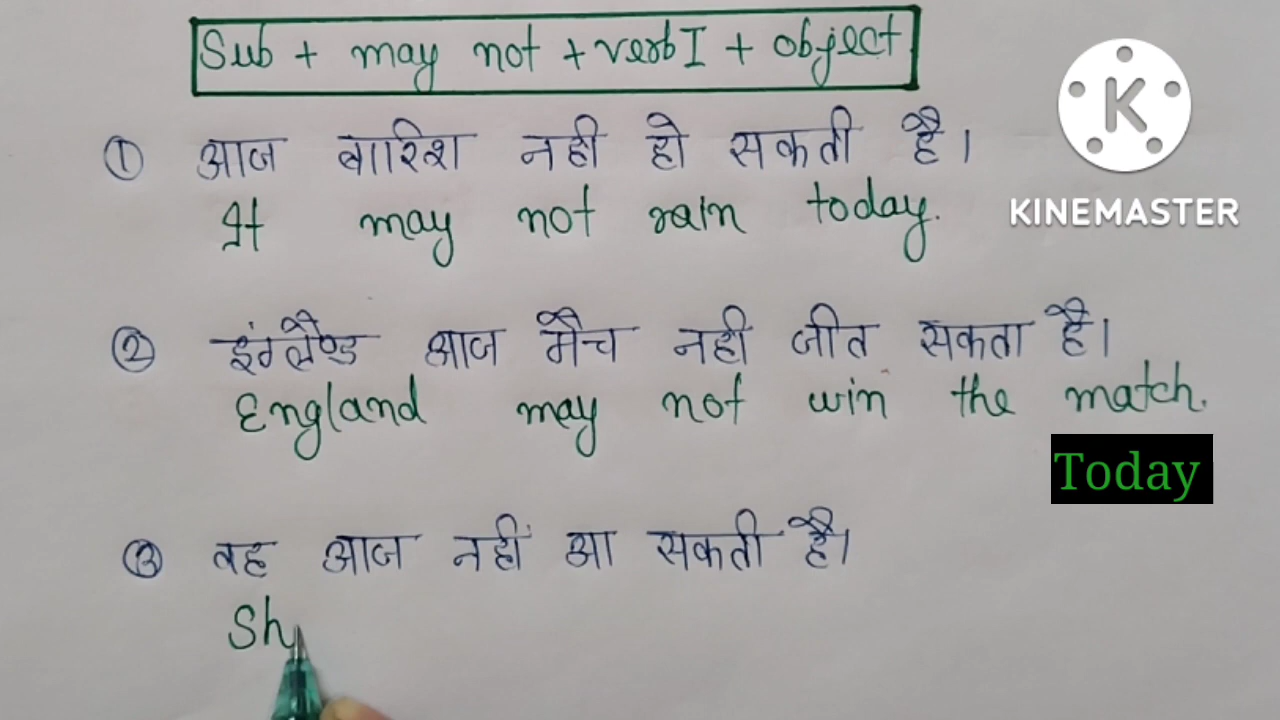 Sub + may not + verb I + object
K
KINEMASTER
① आज बारिश नही हो सकती है।
It may not rain today.
② इंग्लैण्ड आज मैच नही जीत सकता है।
England may not win the match.
Today
③ वह आज नहीं आ सकती है।
Sh